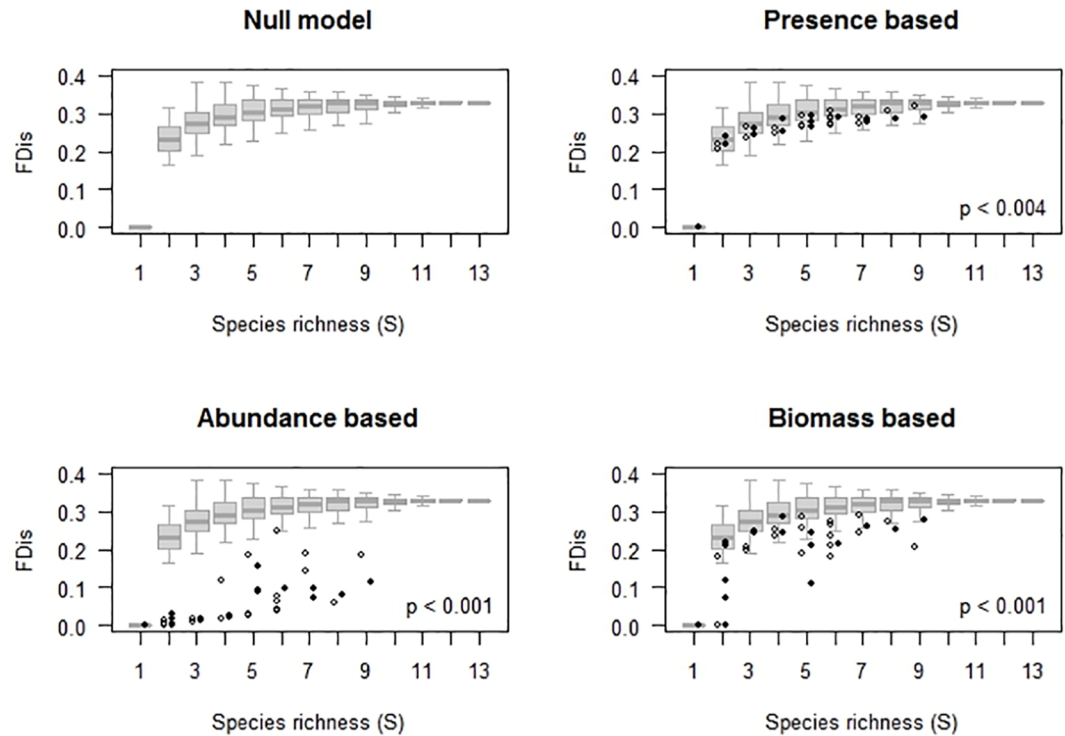 Null model
Presence based
0.4
0.3
0.2
0.1
0.0
FDis
1 3 5 7 9 11 13
Species richness (S)
0.4
0.3
0.2
0.1
0.0
FDis
p < 0.004
1 3 5 7 9 11 13
Species richness (S)
Abundance based
Biomass based
0.4
0.3
0.2
0.1
0.0
FDis
p < 0.001
1 3 5 7 9 11 13
Species richness (S)
0.4
0.3
0.2
0.1
0.0
FDis
p < 0.001
1 3 5 7 9 11 13
Species richness (S)